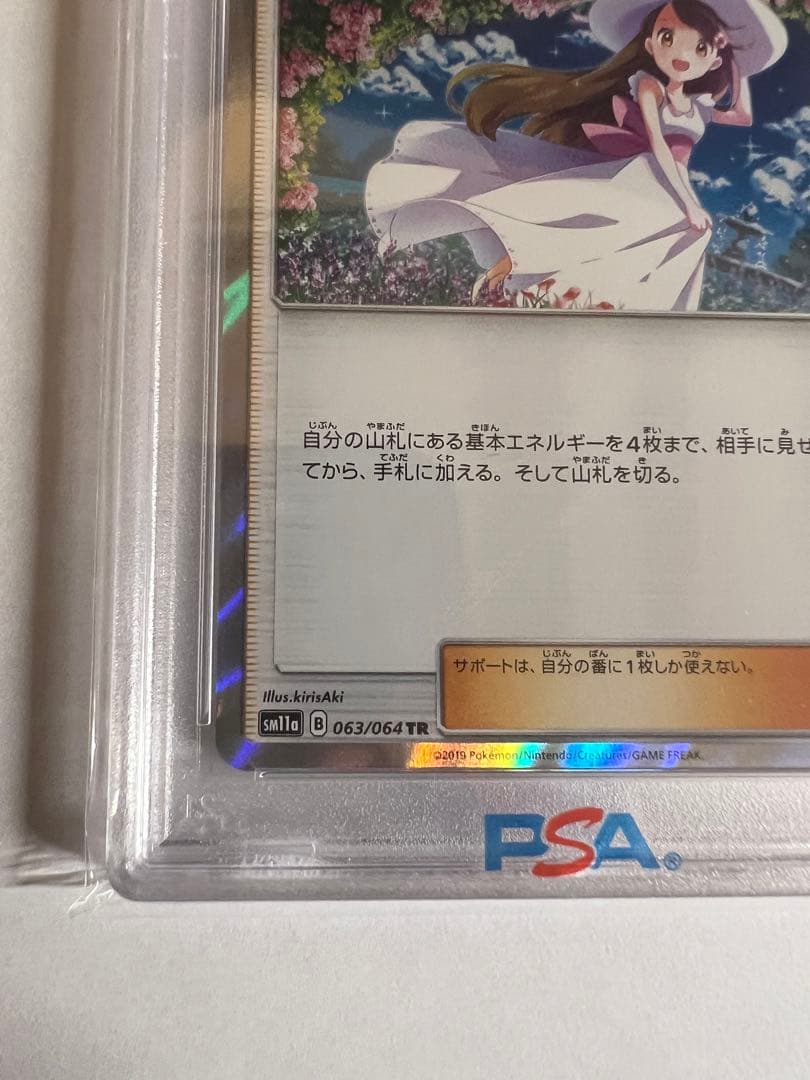 自分の山札にある基本エネルギーを4枚まで、相手に見せ
てから、手札に加える。そして山札を切る。
サポートは、自分の番に1枚しか使えない。
Illus.kirisAki
SM11a B 063/064 TR
©2019 Pokémon/Nintendo/Creatures/GAME FREAK.
PSA®